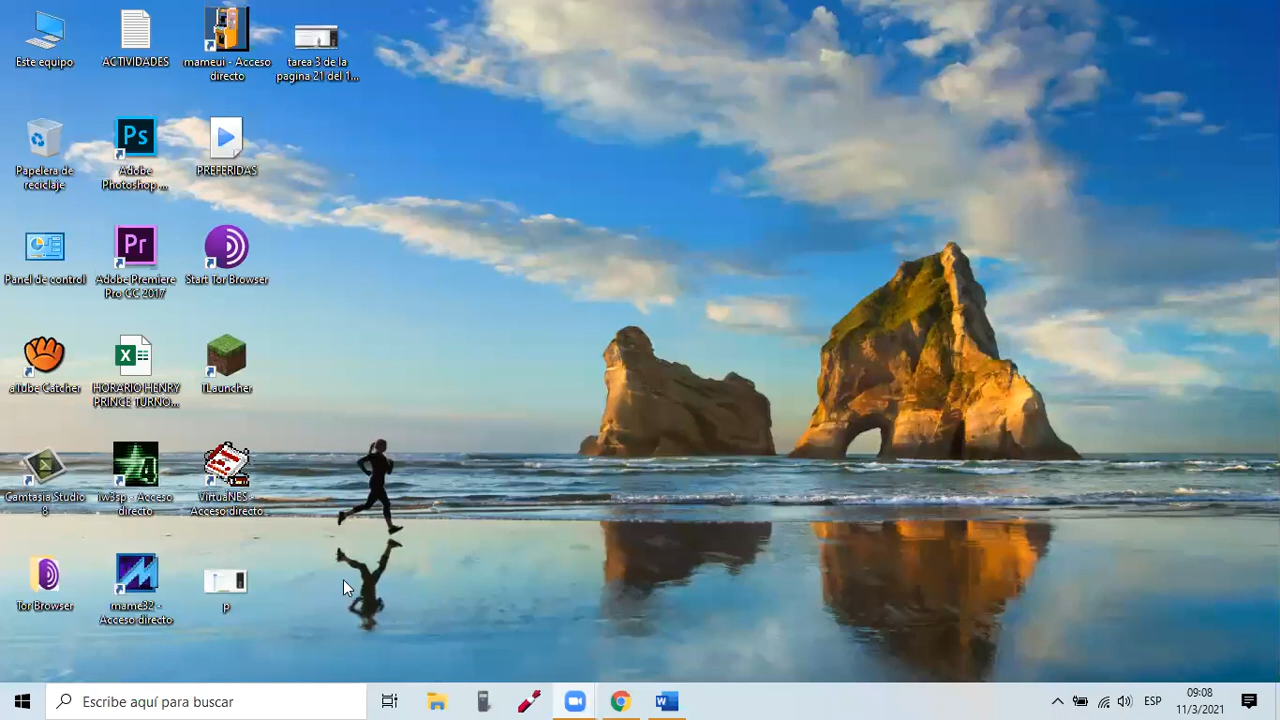 Este equipo
ACTIVIDADES
mameui - Acceso
directo
tarea 3 de la
pagina 21 del 1...
Papelera de
reciclaje
Ps
Adobe
Photoshop ...
PREFERIDAS
Panel de control
Pr
Adobe Premiere
Pro CC 2017
Start Tor Browser
aTube Catcher
X
HORARIO HENRY
PRINCE TURNO...
TLauncher
Camtasia Studio
8
iw3sp - Acceso
directo
VirtuaNES -
Acceso directo
Tor Browser
mame32 -
Acceso directo
p
Escribe aquí para buscar
W
ESP
09:08
11/3/2021